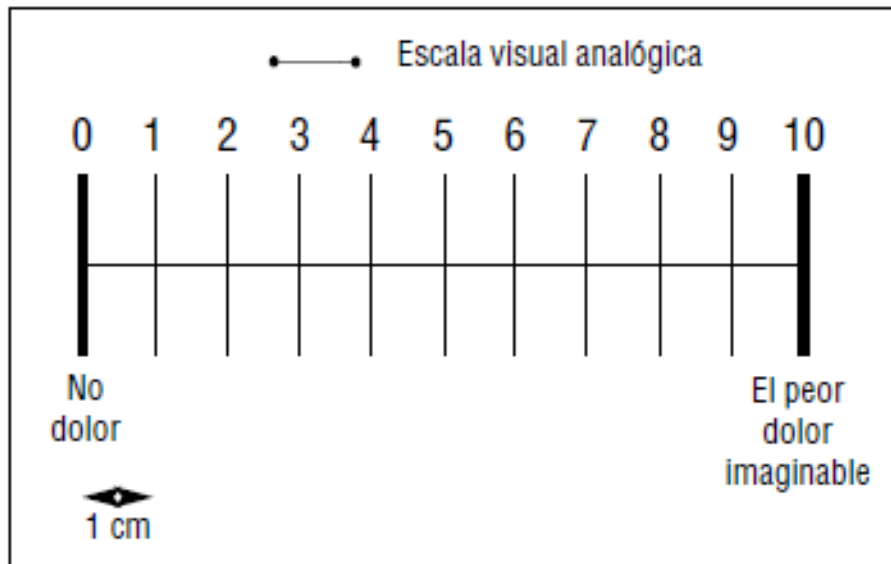 Escala visual analógica
0 1 2 3 4 5 6 7 8 9 10
No
dolor
El peor
dolor
imaginable
1 cm